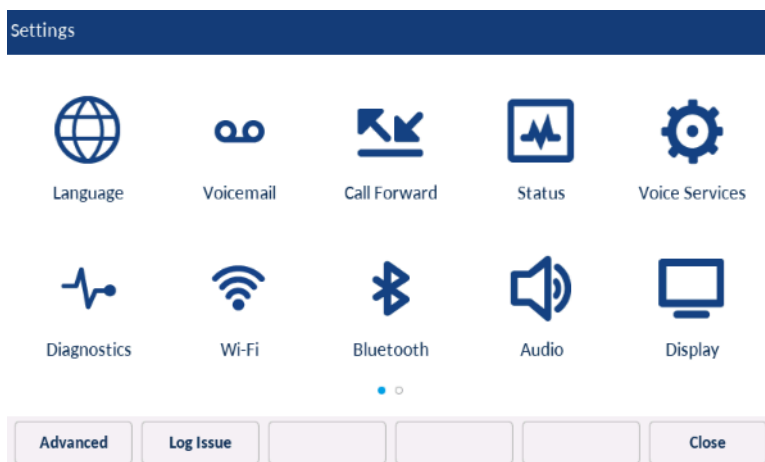 Settings
Language Voicemail Call Forward Status Voice Services
Diagnostics Wi-Fi Bluetooth Audio Display
Advanced Log Issue Close